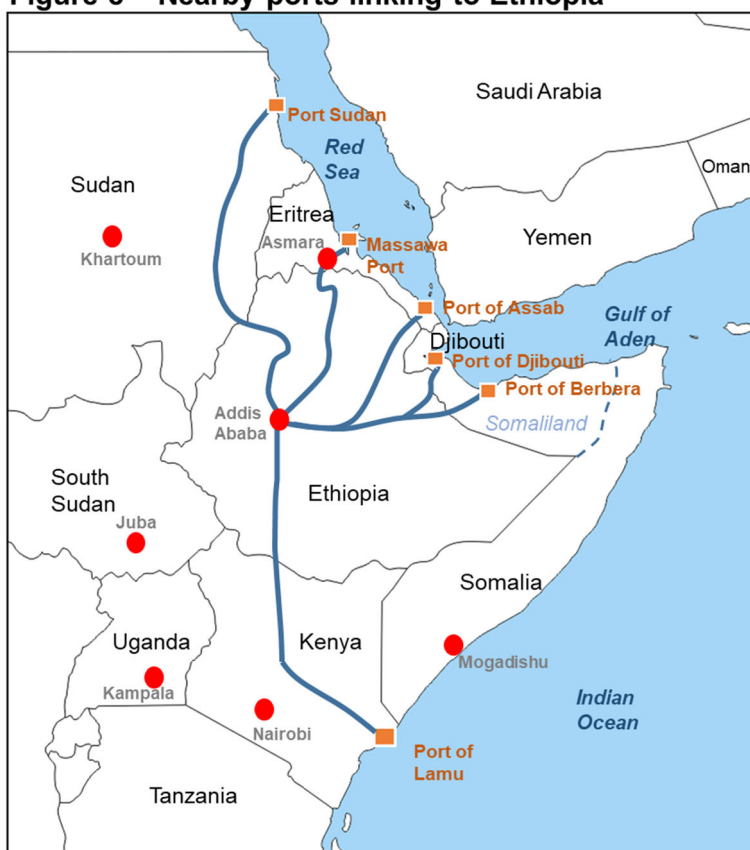 Figure 6 Nearby ports linking to Ethiopia
Saudi Arabia
Port Sudan
Red
Sea
Oman
Sudan
Eritrea
Asmara
Khartoum
Massawa
Port
Yemen
Port of Assab
Gulf of
Aden
Djibouti
Port of Djibouti
Port of Berbera
Addis
Ababa
Somaliland
South
Sudan
Ethiopia
Juba
Somalia
Uganda
Kenya
Mogadishu
Kampala
Indian
Ocean
Nairobi
Port of
Lamu
Tanzania